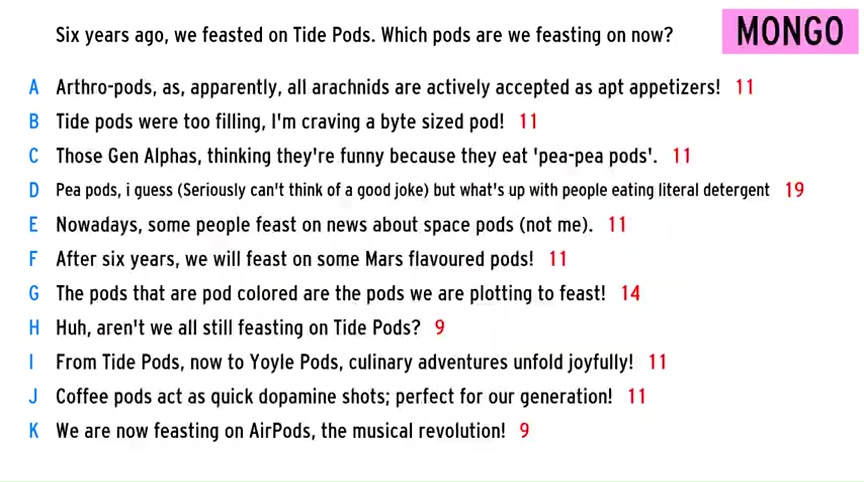 Six years ago, we feasted on Tide Pods. Which pods are we feasting on now?
MONGO
A Arthro-pods, as, apparently, all arachnids are actively accepted as apt appetizers! 11
B Tide pods were too filling, I'm craving a byte sized pod! 11
C Those Gen Alphas, thinking they're funny because they eat 'pea-pea pods'. 11
D Pea pods, i guess (Seriously can't think of a good joke) but what's up with people eating literal detergent 19
E Nowadays, some people feast on news about space pods (not me). 11
F After six years, we will feast on some Mars flavoured pods! 11
G The pods that are pod colored are the pods we are plotting to feast! 14
H Huh, aren't we all still feasting on Tide Pods? 9
I From Tide Pods, now to Yoyle Pods, culinary adventures unfold joyfully! 11
J Coffee pods act as quick dopamine shots; perfect for our generation! 11
K We are now feasting on AirPods, the musical revolution! 9